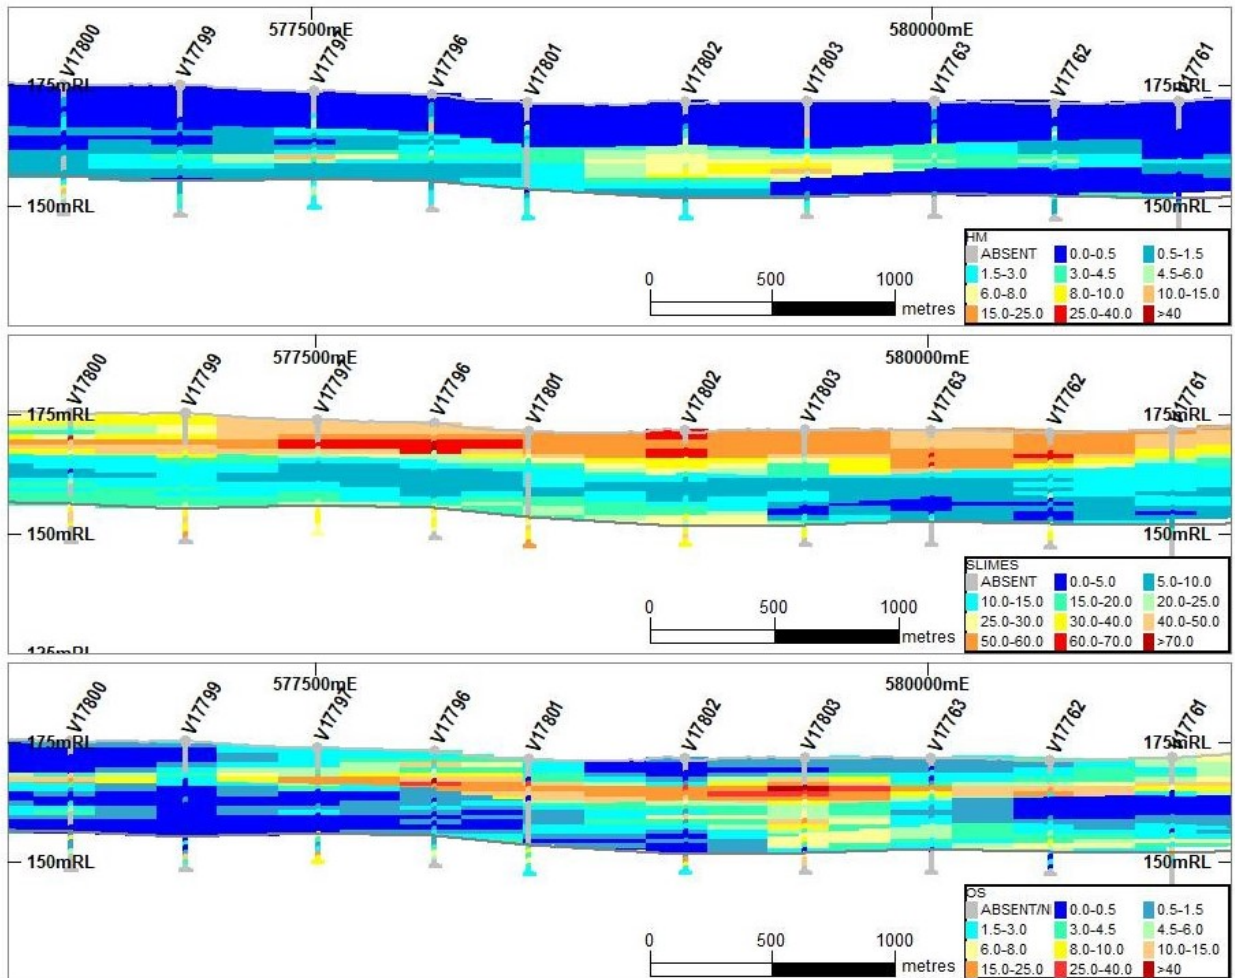 577500mE 580000mE
V17800 V17799 V17797 V17796 V17801 V17802 V17803 V17763 V17762 V17761
175mRL 175mRL
150mRL 150mRL
HM
ABSENT 0.0-0.5 0.5-1.5
1.5-3.0 3.0-4.5 4.5-6.0
6.0-8.0 8.0-10.0 10.0-15.0
15.0-25.0 25.0-40.0 >40
0 500 1000
metres
577500mE 580000mE
V17800 V17799 V17797 V17796 V17801 V17802 V17803 V17763 V17762 V17761
175mRL 175mRL
150mRL 150mRL
SLIMES
ABSENT 0.0-5.0 5.0-10.0
10.0-15.0 15.0-20.0 20.0-25.0
25.0-30.0 30.0-40.0 40.0-50.0
50.0-60.0 60.0-70.0 >70.0
0 500 1000
metres
577500mE 580000mE
V17800 V17799 V17797 V17796 V17801 V17802 V17803 V17763 V17762 V17761
175mRL 175mRL
150mRL 150mRL
OS
ABSENT/N 0.0-0.5 0.5-1.5
1.5-3.0 3.0-4.5 4.5-6.0
6.0-8.0 8.0-10.0 10.0-15.0
15.0-25.0 25.0-40.0 >40
0 500 1000
metres